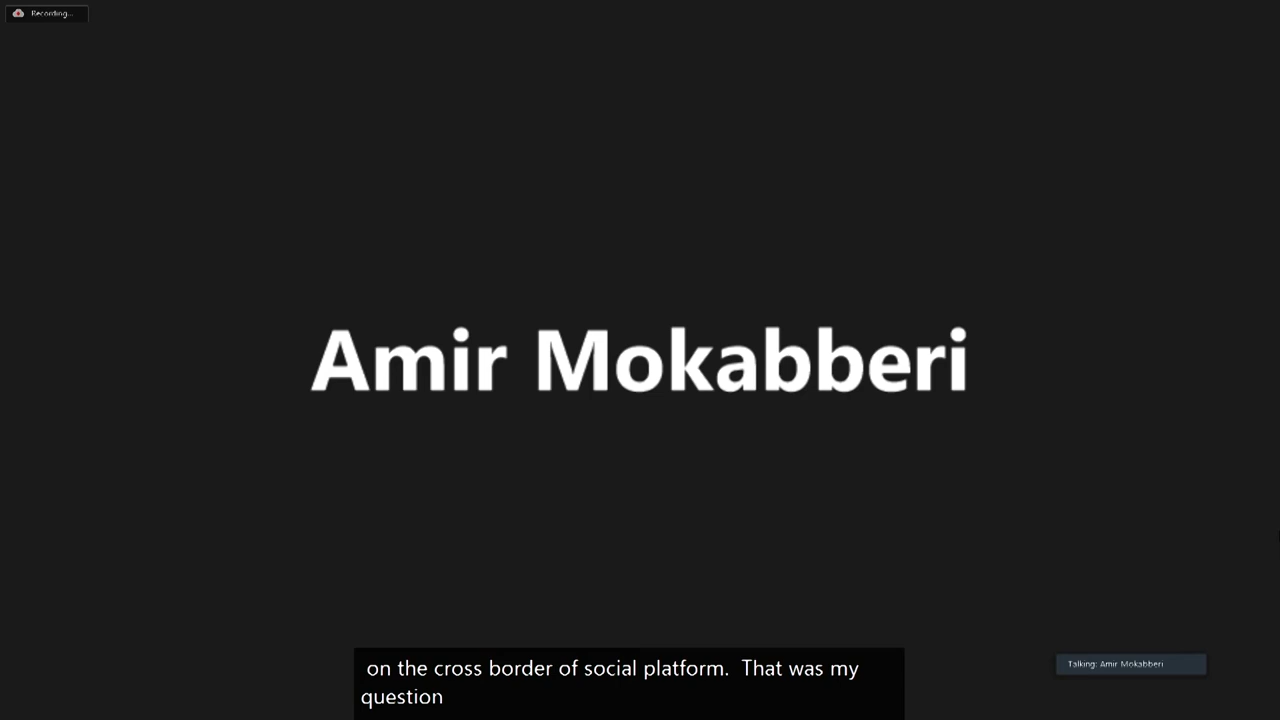 Recording...
Amir Mokabberi
on the cross border of social platform.  That was my
question
Talking: Amir Mokabberi